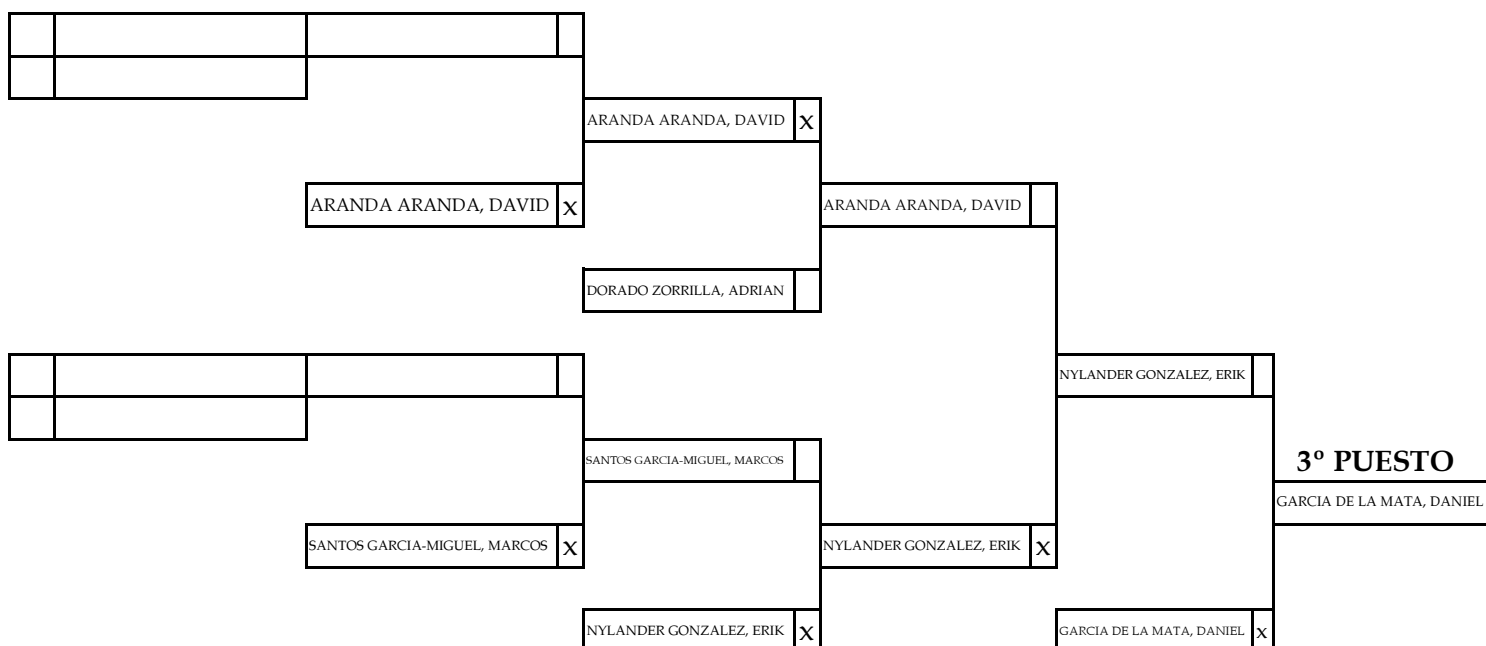 ARANDA ARANDA, DAVID X
ARANDA ARANDA, DAVID X
ARANDA ARANDA, DAVID
DORADO ZORRILLA, ADRIAN
NYLANDER GONZALEZ, ERIK
SANTOS GARCIA-MIGUEL, MARCOS
3º PUESTO
GARCIA DE LA MATA, DANIEL
SANTOS GARCIA-MIGUEL, MARCOS X
NYLANDER GONZALEZ, ERIK X
NYLANDER GONZALEZ, ERIK X
GARCIA DE LA MATA, DANIEL X